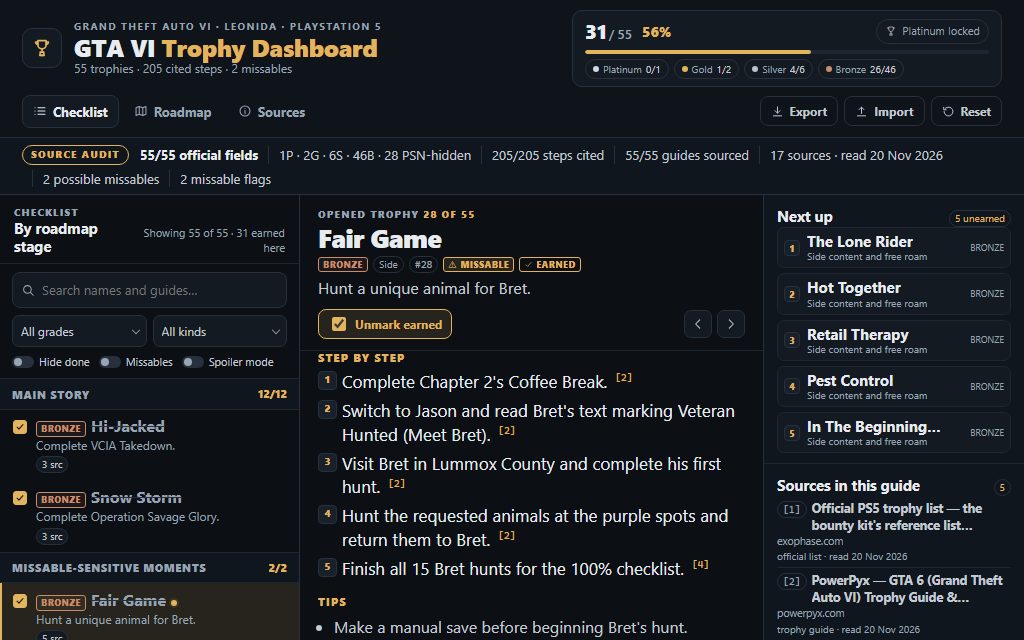 GRAND THEFT AUTO VI • LEONIDA • PLAYSTATION 5
GTA VI Trophy Dashboard
55 trophies · 205 cited steps · 2 missables
31 / 55 56%
Platinum locked
Platinum 0/1
Gold 1/2
Silver 4/6
Bronze 26/46
Checklist
Roadmap
Sources
Export
Import
Reset
SOURCE AUDIT
55/55 official fields
1P · 2G · 6S · 46B · 28 PSN-hidden
205/205 steps cited
55/55 guides sourced
17 sources · read 20 Nov 2026
2 possible missables
2 missable flags
CHECKLIST
By roadmap
stage
Showing 55 of 55 · 31 earned
here
Search names and guides...
All grades
All kinds
Hide done
Missables
Spoiler mode
MAIN STORY 12/12
BRONZE Hi-Jacked
Complete VCIA Takedown.
3 src
BRONZE Snow Storm
Complete Operation Savage Glory.
3 src
MISSABLE-SENSITIVE MOMENTS 2/2
BRONZE Fair Game
Hunt a unique animal for Bret.
5 src
OPENED TROPHY 28 OF 55
Fair Game
BRONZE
Side
#28
⚠ MISSABLE
✓ EARNED
Hunt a unique animal for Bret.
Unmark earned
STEP BY STEP
1 Complete Chapter 2's Coffee Break. [2]
2 Switch to Jason and read Bret's text marking Veteran
Hunted (Meet Bret). [2]
3 Visit Bret in Lummox County and complete his first
hunt. [2]
4 Hunt the requested animals at the purple spots and
return them to Bret. [2]
5 Finish all 15 Bret hunts for the 100% checklist. [4]
TIPS
• Make a manual save before beginning Bret's hunt.
Next up
5 unearned
1 The Lone Rider BRONZE
Side content and free roam
2 Hot Together BRONZE
Side content and free roam
3 Retail Therapy BRONZE
Side content and free roam
4 Pest Control BRONZE
Side content and free roam
5 In The Beginning... BRONZE
Side content and free roam
Sources in this guide 5
[1] Official PS5 trophy list — the
bounty kit's reference list...
exophase.com
official list · read 20 Nov 2026
[2] PowerPyx — GTA 6 (Grand Theft
Auto VI) Trophy Guide &...
powerpyx.com
trophy guide · read 20 Nov 2026